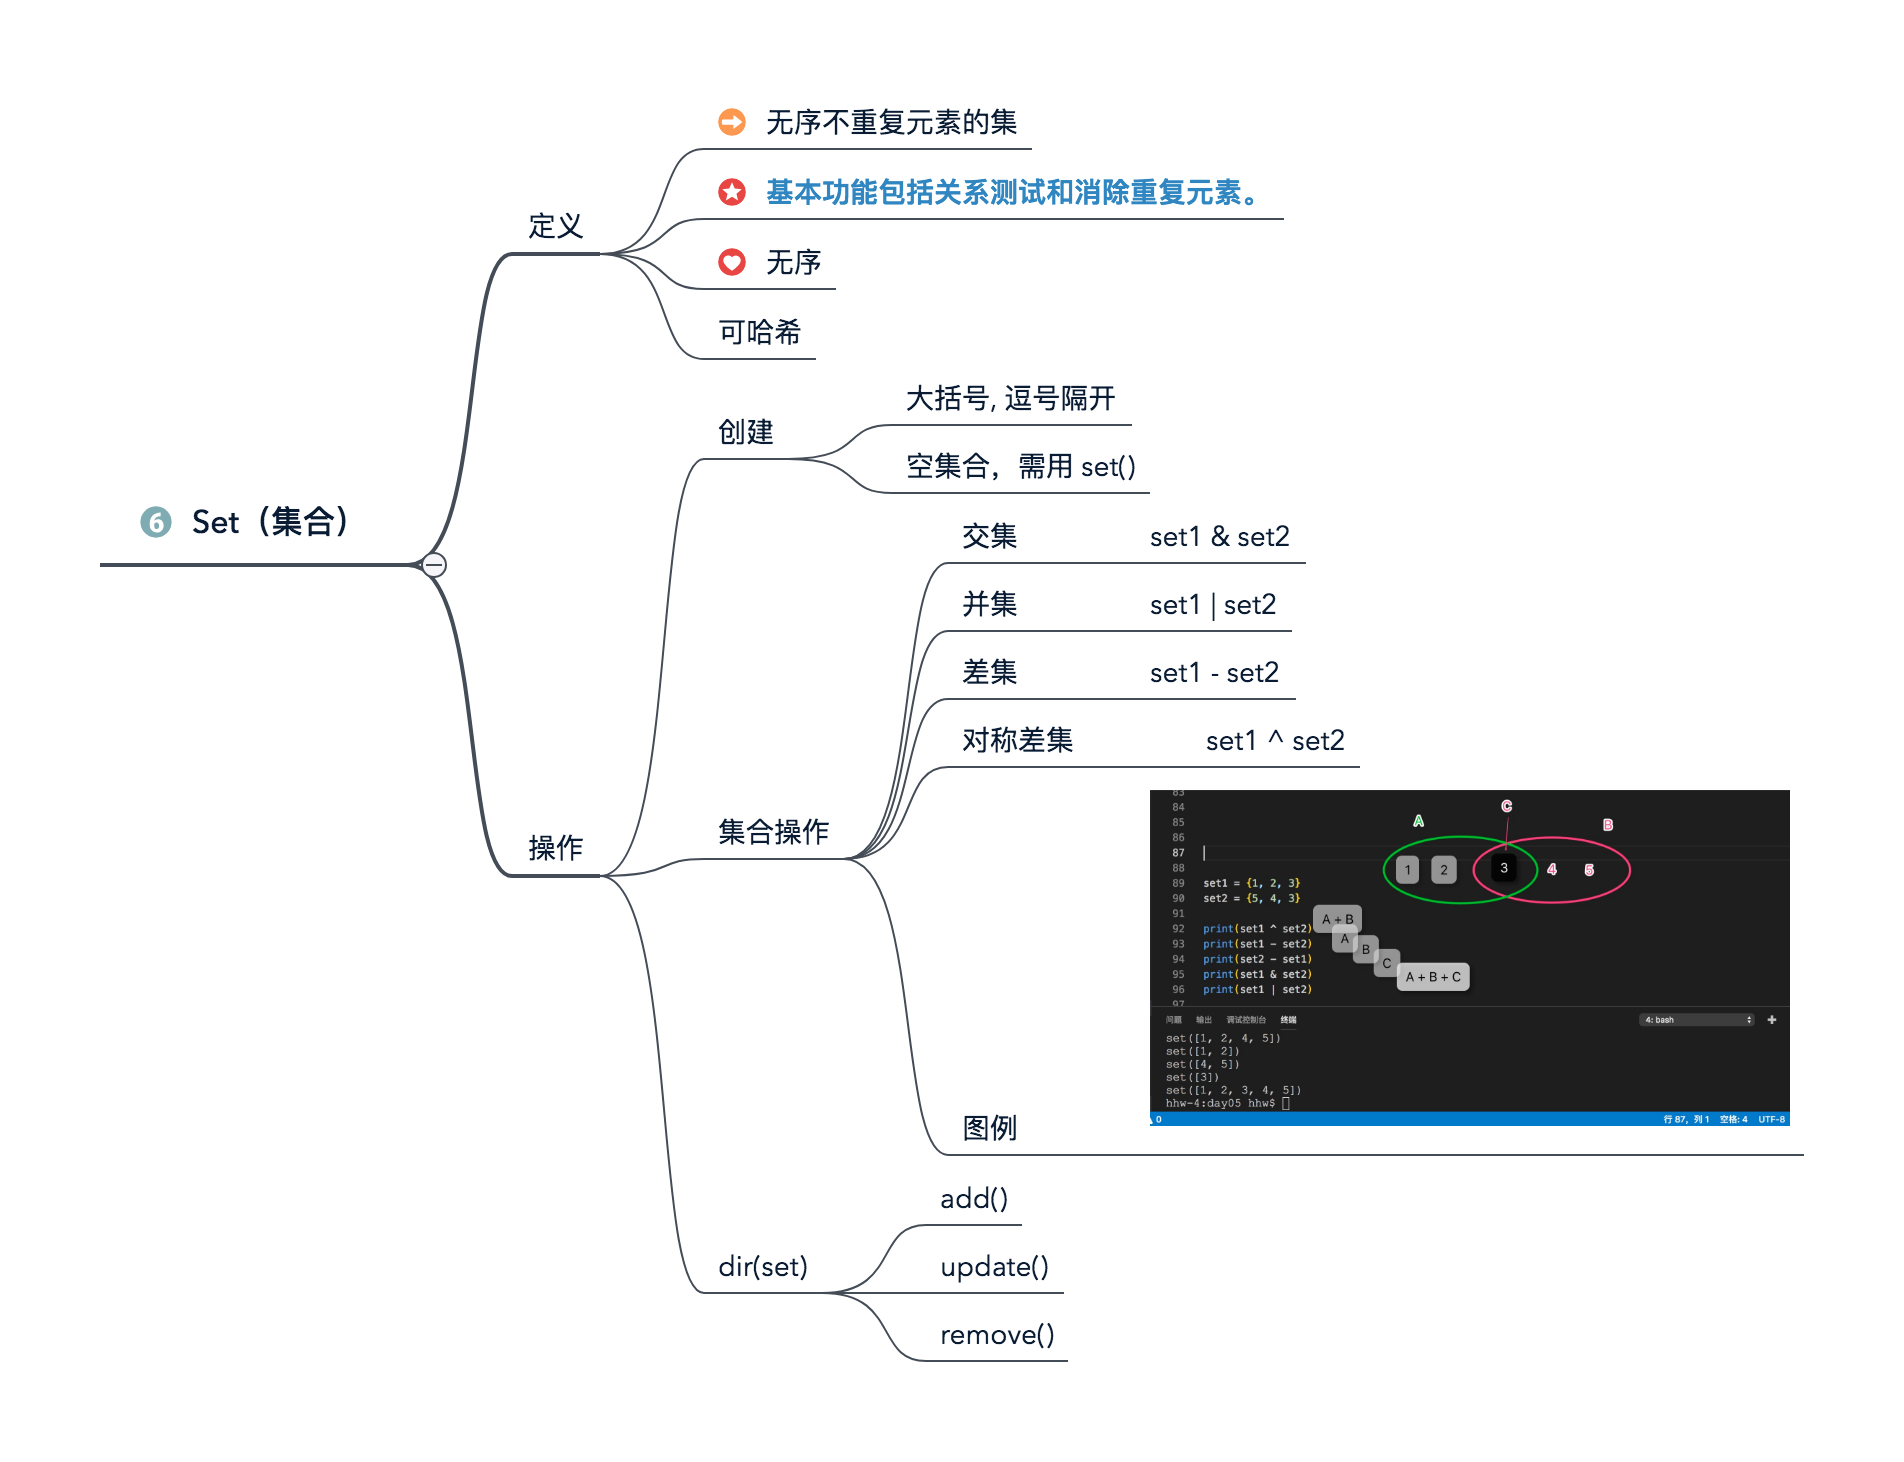 无序不重复元素的集
基本功能包括关系测试和消除重复元素。
定义
无序
可哈希
大括号, 逗号隔开
创建
空集合，需用 set()
6 Set（集合）
交集 set1 & set2
并集 set1 | set2
差集 set1 - set2
对称差集 set1 ^ set2
集合操作
操作
83
84
85
86
87
88
89 set1 = {1, 2, 3}
90 set2 = {5, 4, 3}
91
92 print(set1 ^ set2)
93 print(set1 - set2)
94 print(set2 - set1)
95 print(set1 & set2)
96 print(set1 | set2)
97
A
C
B
1 2 3 4 5
A + B
A
B
C
A + B + C
问题 输出 调试控制台 终端 4: bash
set([1, 2, 4, 5])
set([1, 2])
set([4, 5])
set([3])
set([1, 2, 3, 4, 5])
hhw-4:day05 hhw$
0 行 87，列 1 空格: 4 UTF-8
图例
add()
dir(set)
update()
remove()